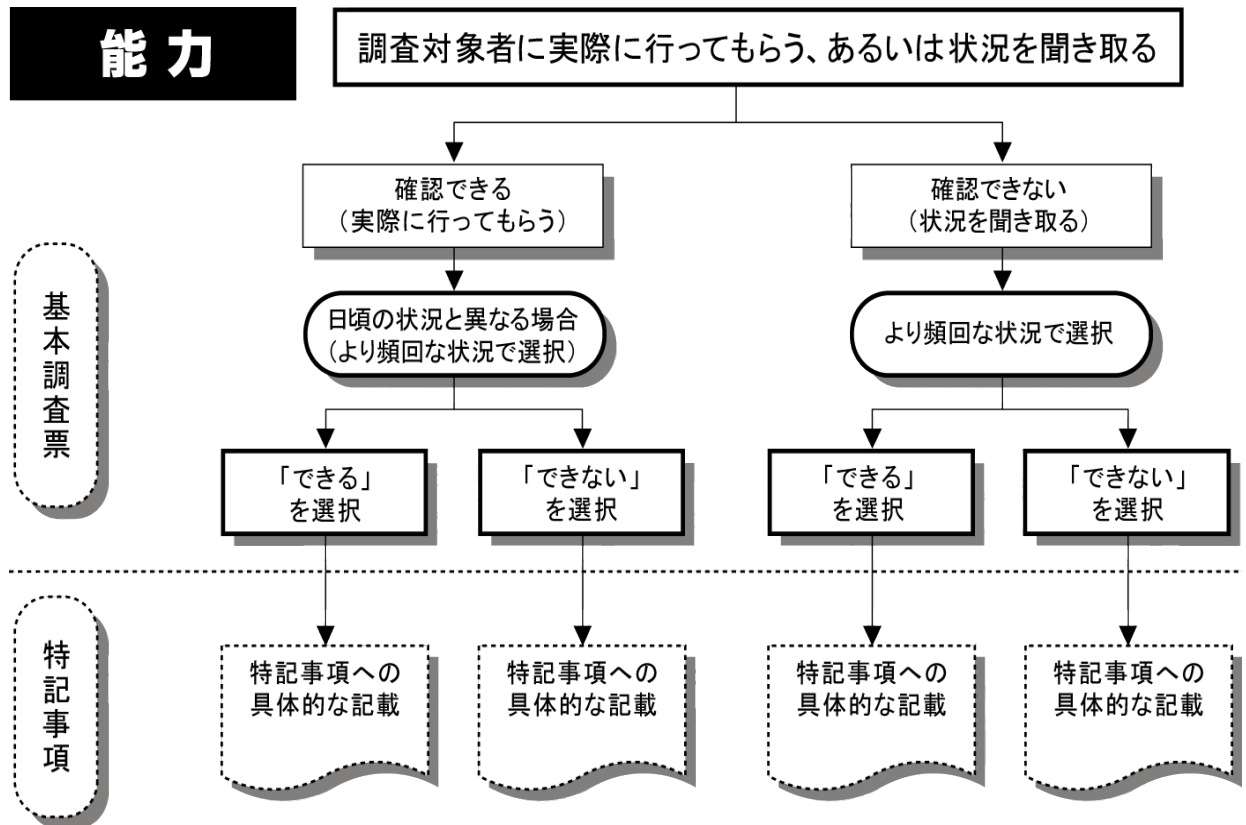 能力
調査対象者に実際に行ってもらう、あるいは状況を聞き取る
確認できる
（実際に行ってもらう）
確認できない
（状況を聞き取る）
基本調査票
日頃の状況と異なる場合
（より頻回な状況で選択）
より頻回な状況で選択
「できる」
を選択
「できない」
を選択
「できる」
を選択
「できない」
を選択
特記事項
特記事項への
具体的な記載
特記事項への
具体的な記載
特記事項への
具体的な記載
特記事項への
具体的な記載